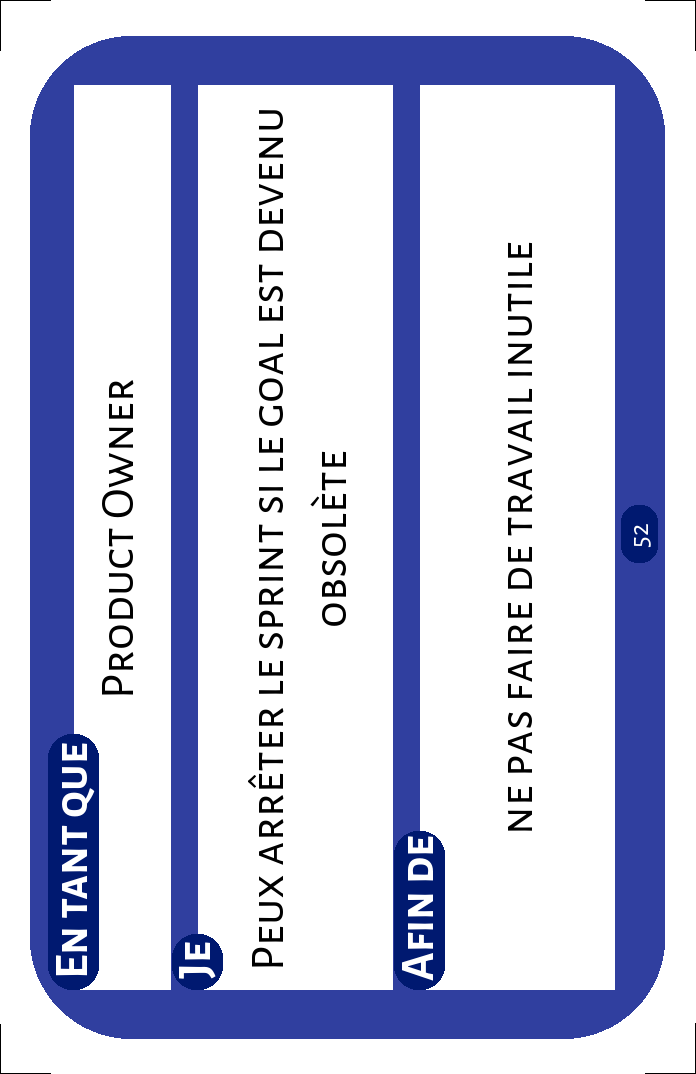 En tant que
Product Owner
Je
Peux arrêter le sprint si le goal est devenu
obsolète
Afin de
ne pas faire de travail inutile
52